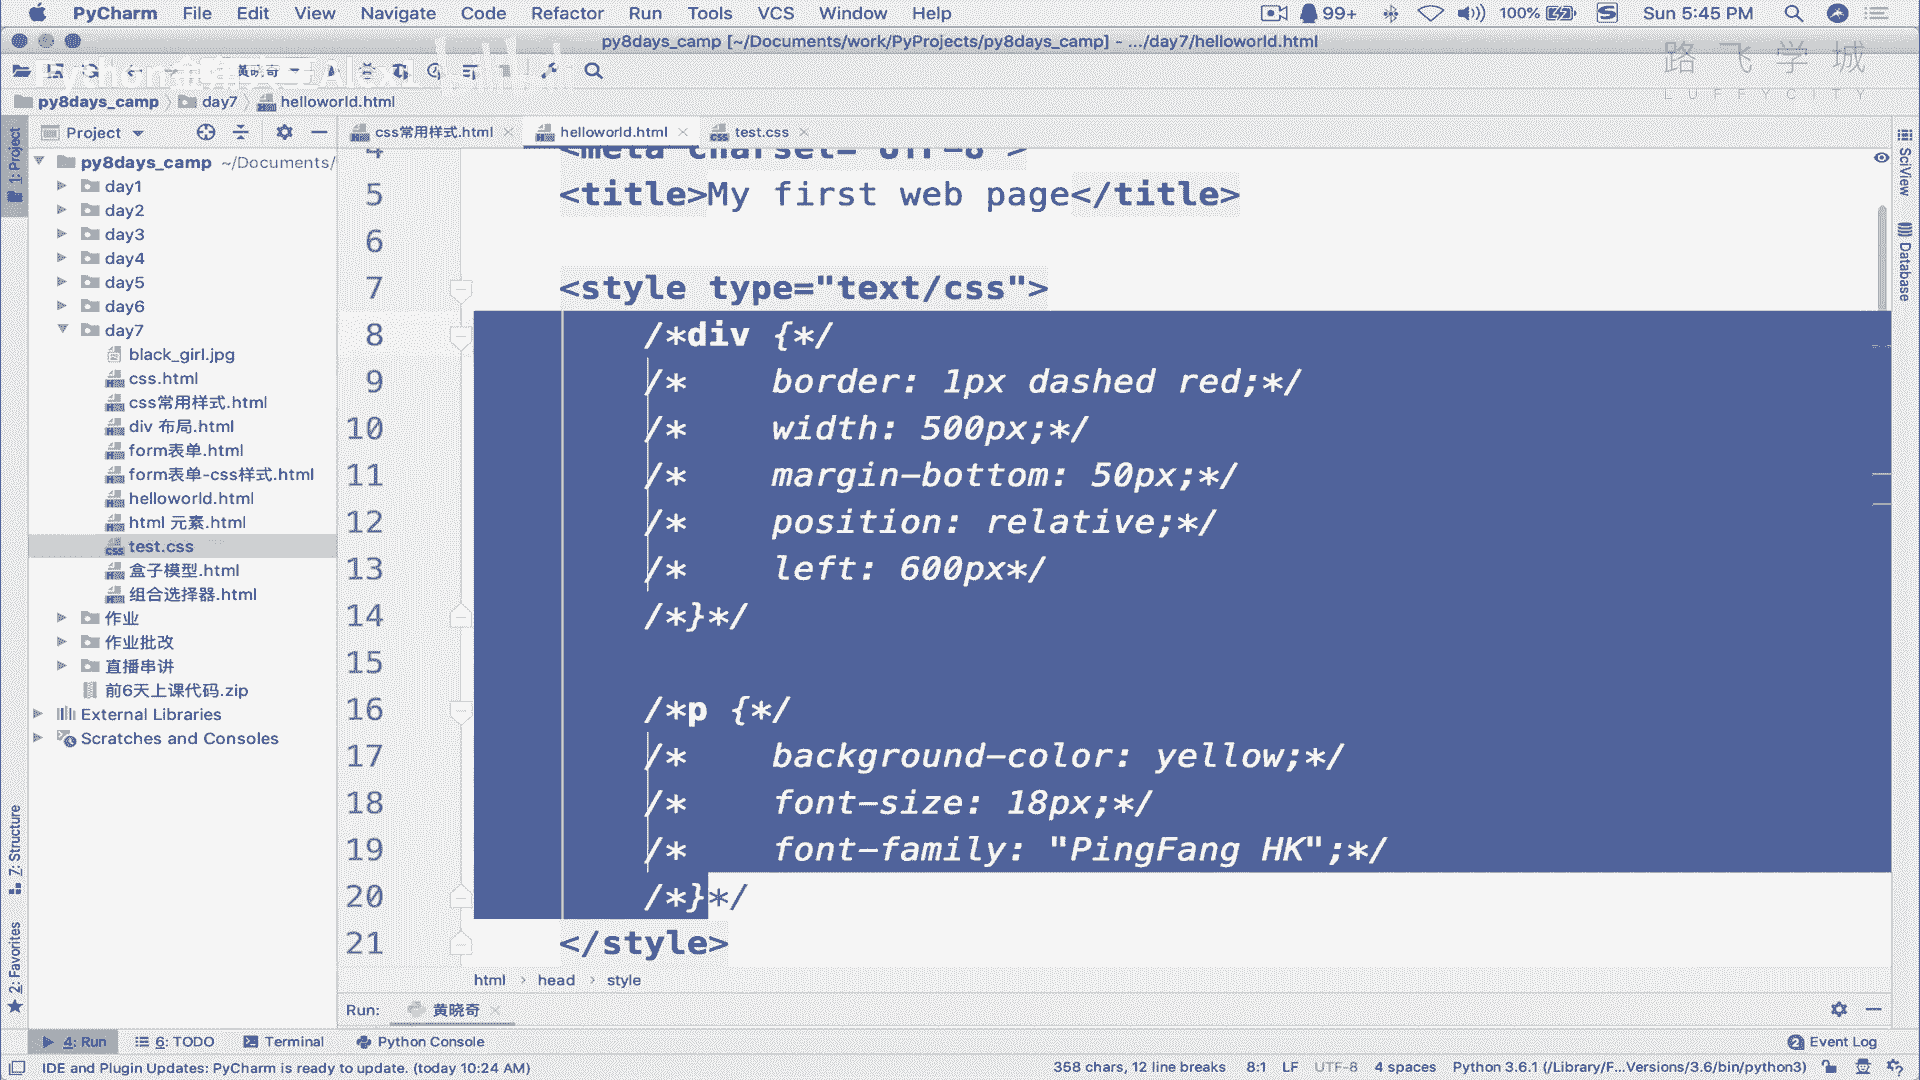 PyCharm File Edit View Navigate Code Refactor Run Tools VCS Window Help 99+ 100% Sun 5:45 PM
py8days_camp [~/Documents/work/PyProjects/py8days_camp] - .../day7/helloworld.html
路飞学城
LUFFYCITY
黄晓奇
py8days_camp day7 helloworld.html
Project css常用样式.html helloworld.html test.css
1: Project
py8days_camp ~/Documents/
day1
day2
day3
day4
day5
day6
day7
black_girl.jpg
css.html
css常用样式.html
div 布局.html
form表单.html
form表单-css样式.html
helloworld.html
html 元素.html
test.css
盒子模型.html
组合选择器.html
作业
作业批改
直播串讲
前6天上课代码.zip
External Libraries
Scratches and Consoles
7: Structure
2: Favorites
4 <meta charset="UTF-8">
5 <title>My first web page</title>
6
7 <style type="text/css">
8 /*div {*/
9 /* border: 1px dashed red;*/
10 /* width: 500px;*/
11 /* margin-bottom: 50px;*/
12 /* position: relative;*/
13 /* left: 600px*/
14 /*}*/
15
16 /*p {*/
17 /* background-color: yellow;*/
18 /* font-size: 18px;*/
19 /* font-family: "PingFang HK";*/
20 /*}*/
21 </style>
SciView
Database
html › head › style
Run: 黄晓奇
4: Run 6: TODO Terminal Python Console 2 Event Log
IDE and Plugin Updates: PyCharm is ready to update. (today 10:24 AM) 358 chars, 12 line breaks 8:1 LF UTF-8 4 spaces Python 3.6.1 (/Library/F...Versions/3.6/bin/python3)